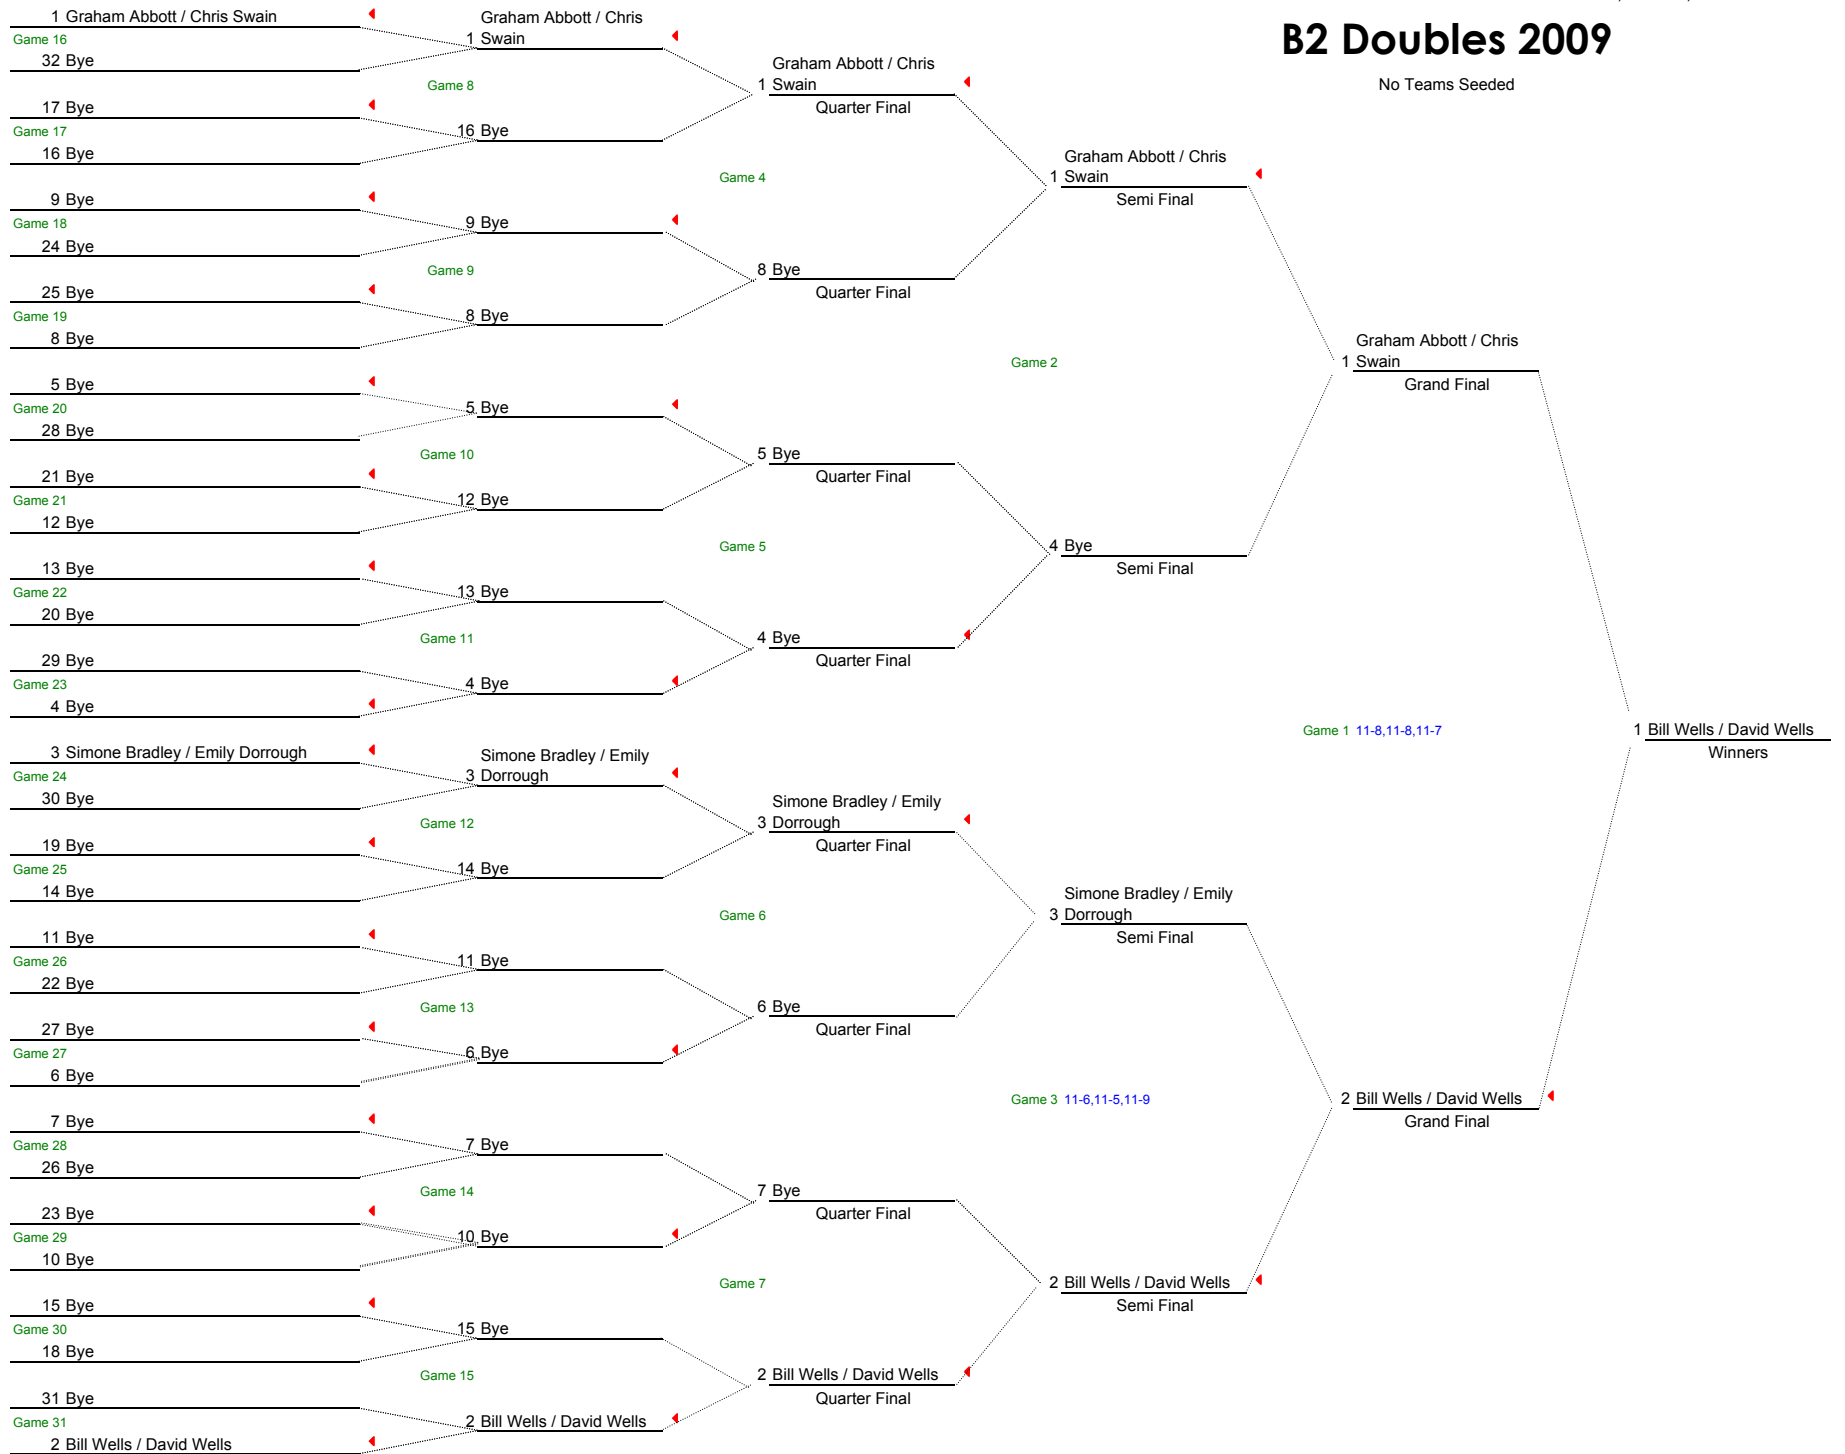 B2 Doubles 2009
No Teams Seeded
1 Graham Abbott / Chris Swain
Game 16
32 Bye
17 Bye
Game 17
16 Bye
9 Bye
Game 18
24 Bye
25 Bye
Game 19
8 Bye
5 Bye
Game 20
28 Bye
21 Bye
Game 21
12 Bye
13 Bye
Game 22
20 Bye
29 Bye
Game 23
4 Bye
3 Simone Bradley / Emily Dorrough
Game 24
30 Bye
19 Bye
Game 25
14 Bye
11 Bye
Game 26
22 Bye
27 Bye
Game 27
6 Bye
7 Bye
Game 28
26 Bye
23 Bye
Game 29
10 Bye
15 Bye
Game 30
18 Bye
31 Bye
Game 31
2 Bill Wells / David Wells
Graham Abbott / Chris
1 Swain
Game 8
16 Bye
9 Bye
Game 9
8 Bye
5 Bye
Game 10
12 Bye
13 Bye
Game 11
4 Bye
Simone Bradley / Emily
3 Dorrough
Game 12
14 Bye
11 Bye
Game 13
6 Bye
7 Bye
Game 14
10 Bye
15 Bye
Game 15
2 Bill Wells / David Wells
Graham Abbott / Chris
1 Swain
Quarter Final
Game 4
8 Bye
Quarter Final
5 Bye
Quarter Final
Game 5
4 Bye
Quarter Final
Simone Bradley / Emily
3 Dorrough
Quarter Final
Game 6
6 Bye
Quarter Final
7 Bye
Quarter Final
Game 7
2 Bill Wells / David Wells
Quarter Final
Graham Abbott / Chris
1 Swain
Semi Final
Game 2
4 Bye
Semi Final
Simone Bradley / Emily
3 Dorrough
Semi Final
Game 3 11-6,11-5,11-9
2 Bill Wells / David Wells
Semi Final
Graham Abbott / Chris
1 Swain
Grand Final
Game 1 11-8,11-8,11-7
2 Bill Wells / David Wells
Grand Final
1 Bill Wells / David Wells
Winners